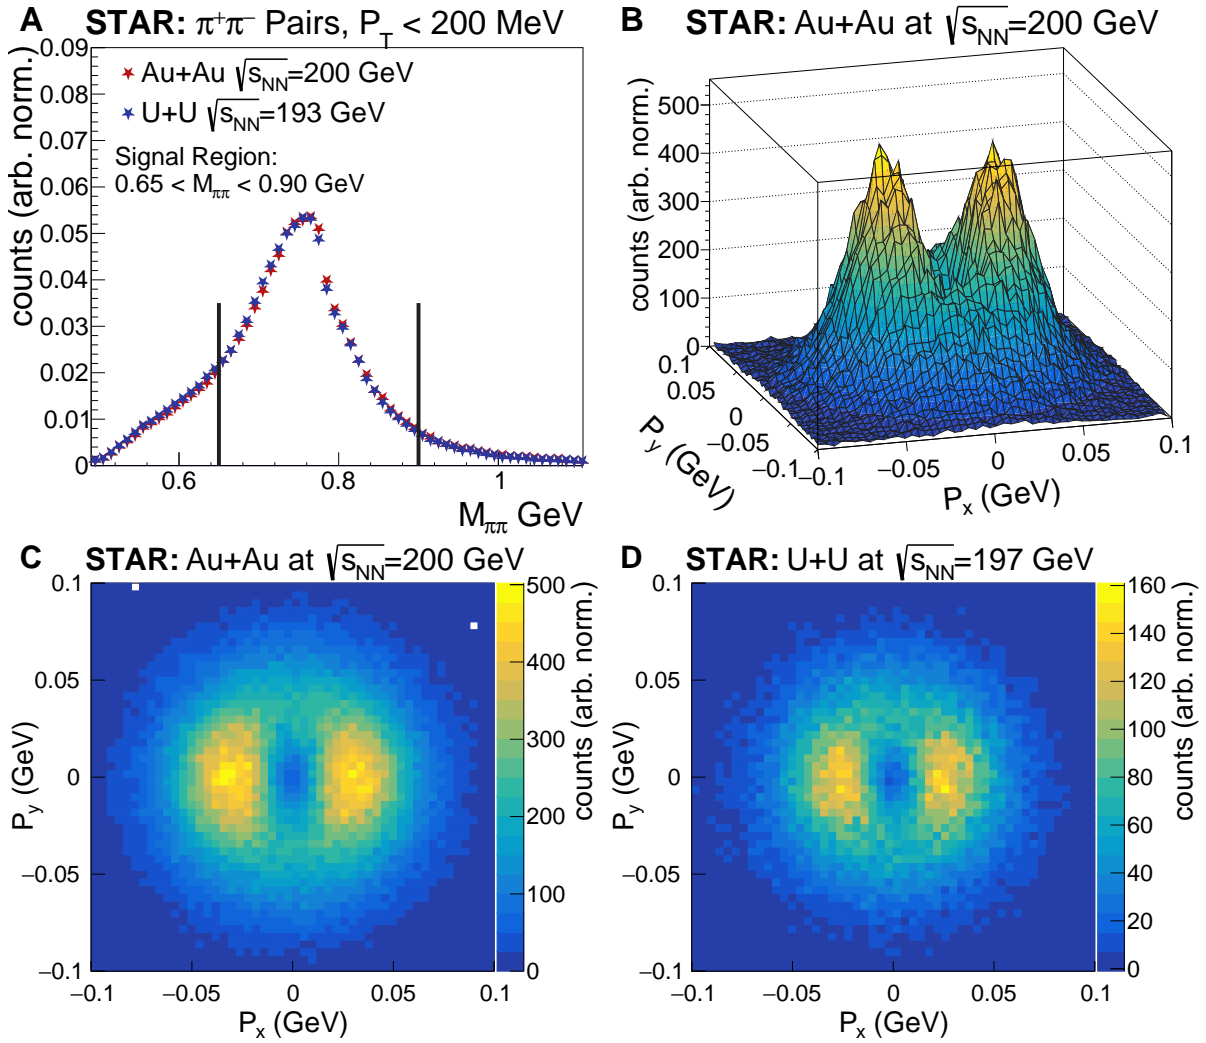 A STAR: π⁺π⁻ Pairs, P_T < 200 MeV
counts (arb. norm.)
0.09
0.08
0.07
0.06
0.05
0.04
0.03
0.02
0.01
0
Au+Au √s_NN=200 GeV
U+U √s_NN=193 GeV
Signal Region:
0.65 < M_ππ < 0.90 GeV
0.6 0.8 1
M_ππ GeV
B STAR: Au+Au at √s_NN=200 GeV
counts (arb. norm.)
500
400
300
200
100
0
0.1
0.05
0
−0.05
−0.1
P_y (GeV)
−0.1 −0.05 0 0.05 0.1
P_x (GeV)
C STAR: Au+Au at √s_NN=200 GeV
P_y (GeV)
0.1
0.05
0
−0.05
−0.1
−0.1 −0.05 0 0.05 0.1
P_x (GeV)
500
400
300
200
100
0
counts (arb. norm.)
D STAR: U+U at √s_NN=197 GeV
P_y (GeV)
0.1
0.05
0
−0.05
−0.1
−0.1 −0.05 0 0.05 0.1
P_x (GeV)
160
140
120
100
80
60
40
20
0
counts (arb. norm.)